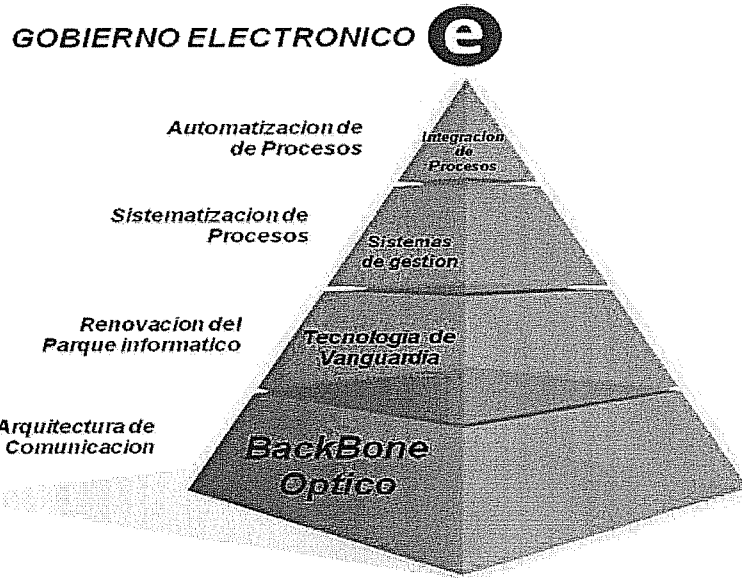 GOBIERNO ELECTRONICO e
Automatizacion de
de Procesos
Integracion
de
Procesos
Sistematizacion de
Procesos
Sistemas
de gestion
Renovacion del
Parque informatico
Tecnologia de
Vanguardia
Arquitectura de
Comunicacion
BackBone
Optico